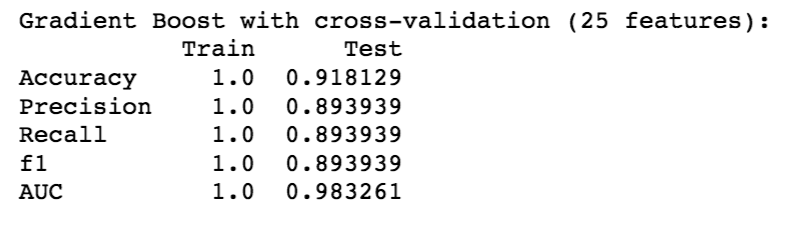 Gradient Boost with cross-validation (25 features):
Train Test
Accuracy 1.0 0.918129
Precision 1.0 0.893939
Recall 1.0 0.893939
f1 1.0 0.893939
AUC 1.0 0.983261